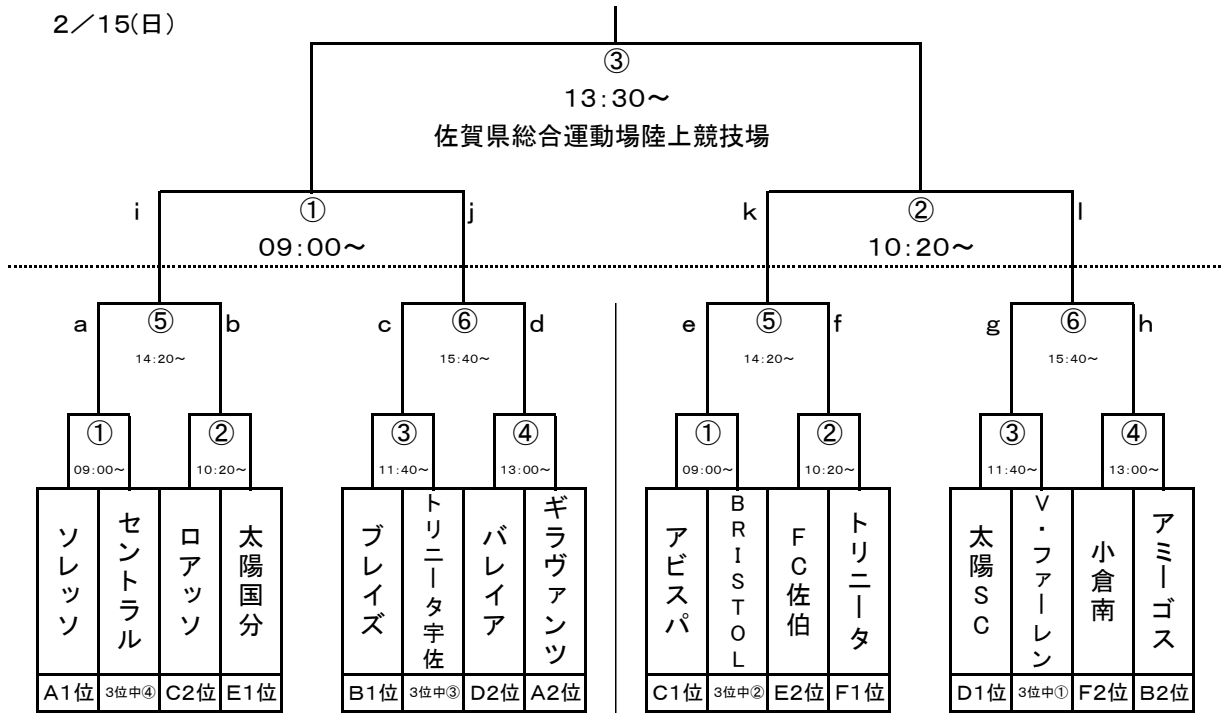 2／15(日)
③
13:30～
佐賀県総合運動場陸上競技場
i ① j k ② l
09:00～ 10:20～
a ⑤ b c ⑥ d e ⑤ f g ⑥ h
14:20～ 15:40～ 14:20～ 15:40～
① ② ③ ④ ① ② ③ ④
09:00～ 10:20～ 11:40～ 13:00～ 09:00～ 10:20～ 11:40～ 13:00～
ソレッソ
セントラル
ロアッソ
太陽国分
ブレイズ
トリニータ宇佐
バレイア
ギラヴァンツ
アビスパ
BRISTOL
FC佐伯
トリニータ
太陽SC
V・ファーレン
小倉南
アミーゴス
A1位 3位中④ C2位 E1位 B1位 3位中③ D2位 A2位 C1位 3位中② E2位 F1位 D1位 3位中① F2位 B2位